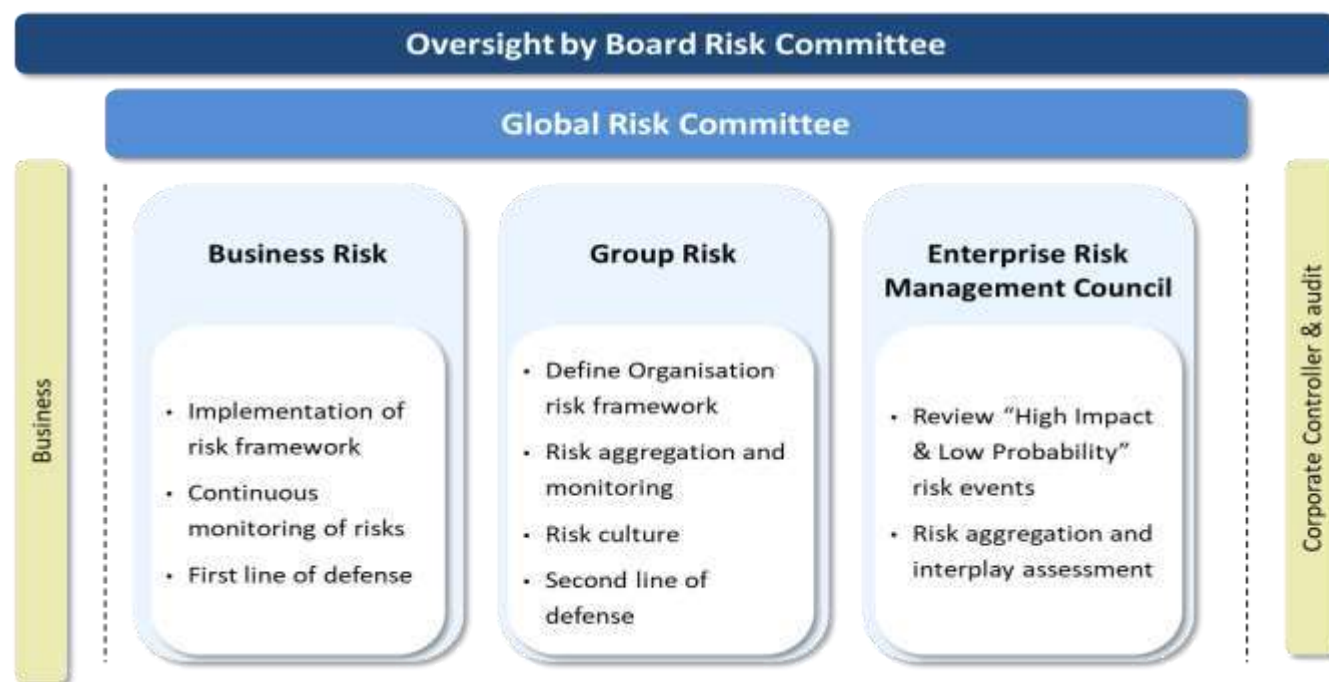 Oversight by Board Risk Committee
Global Risk Committee
Business
Business Risk
• Implementation of
risk framework
• Continuous
monitoring of risks
• First line of defense
Group Risk
• Define Organisation
risk framework
• Risk aggregation and
monitoring
• Risk culture
• Second line of
defense
Enterprise Risk
Management Council
• Review “High Impact
& Low Probability”
risk events
• Risk aggregation and
interplay assessment
Corporate Controller & audit